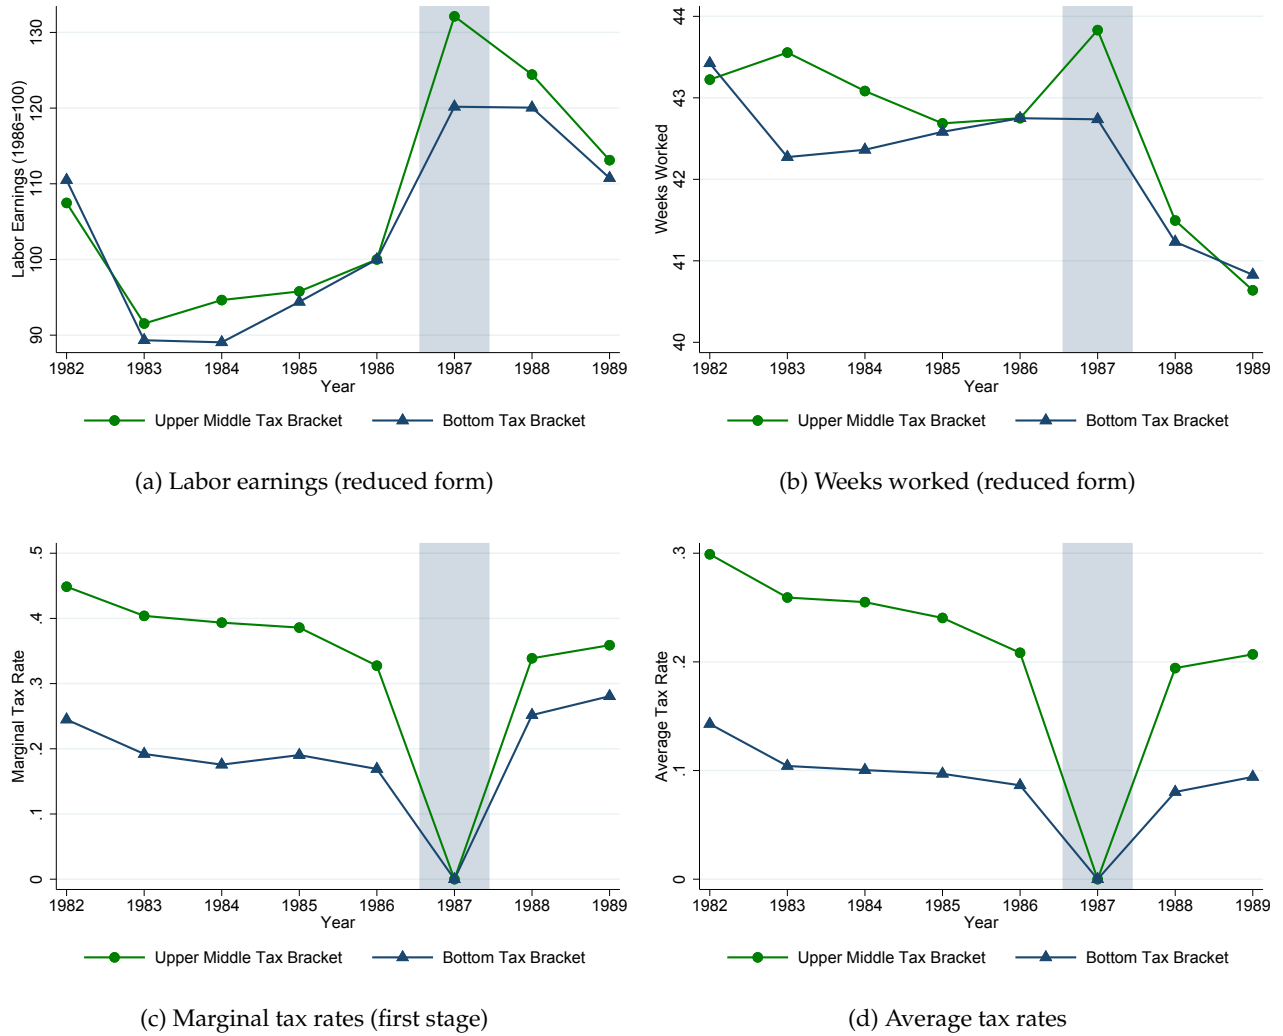 130
120
110
100
90
Labor Earnings (1986=100)
1982 1983 1984 1985 1986 1987 1988 1989
Year
Upper Middle Tax Bracket Bottom Tax Bracket
(a) Labor earnings (reduced form)
44
43
42
41
40
Weeks Worked
1982 1983 1984 1985 1986 1987 1988 1989
Year
Upper Middle Tax Bracket Bottom Tax Bracket
(b) Weeks worked (reduced form)
.5
.4
.3
.2
.1
0
Marginal Tax Rate
1982 1983 1984 1985 1986 1987 1988 1989
Year
Upper Middle Tax Bracket Bottom Tax Bracket
(c) Marginal tax rates (first stage)
.3
.2
.1
0
Average Tax Rate
1982 1983 1984 1985 1986 1987 1988 1989
Year
Upper Middle Tax Bracket Bottom Tax Bracket
(d) Average tax rates